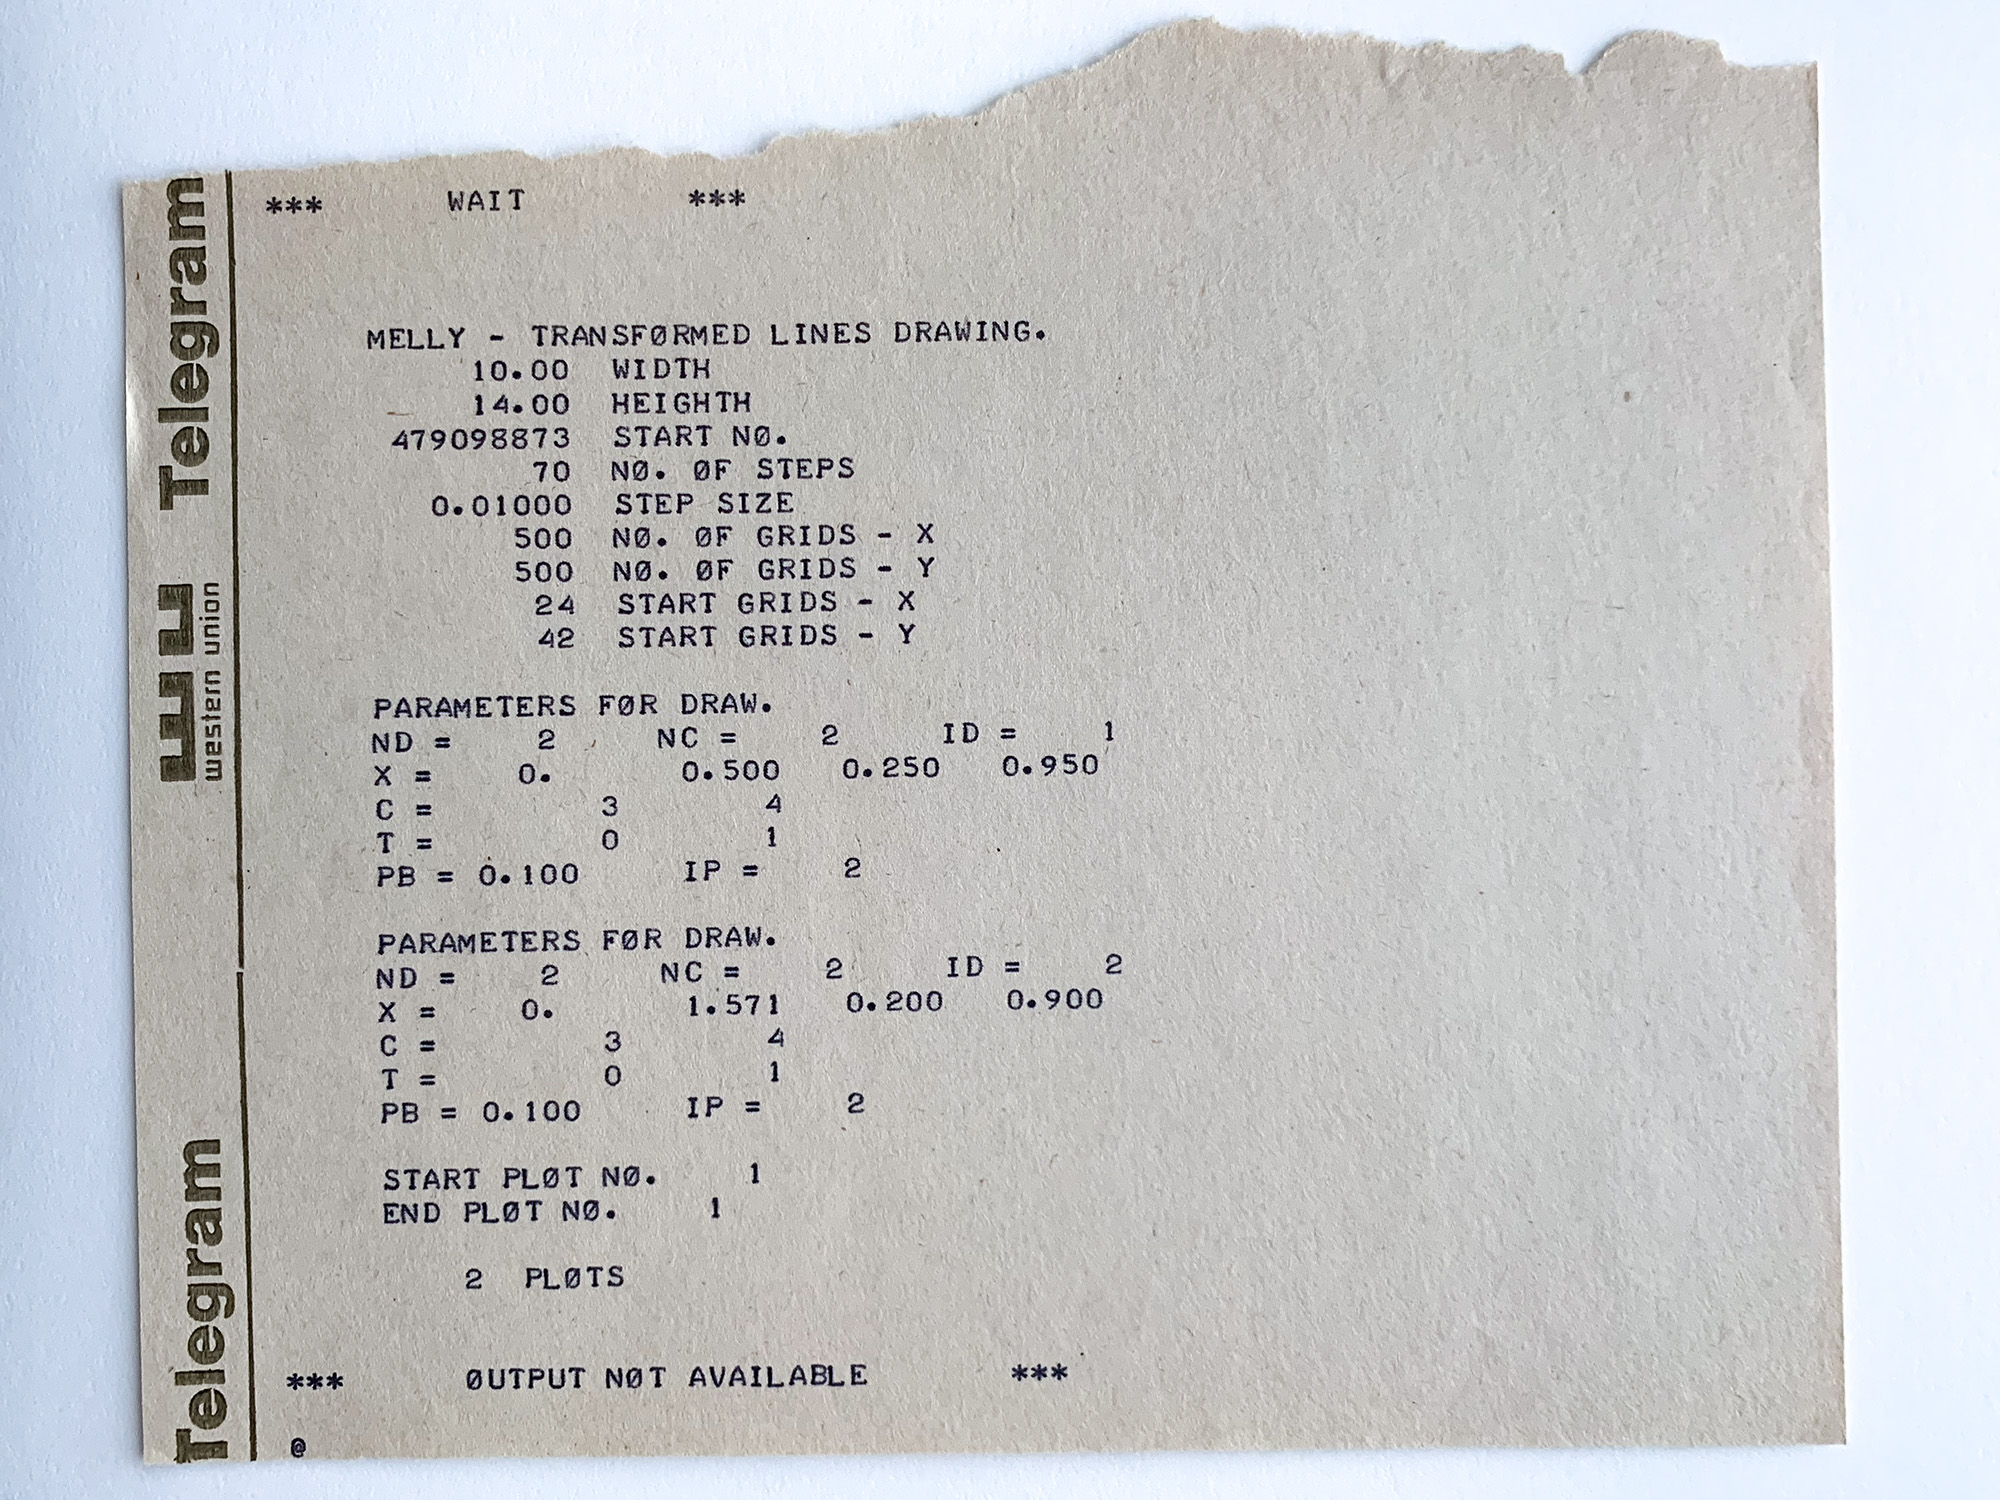 *** WAIT ***
MELLY - TRANSFØRMED LINES DRAWING.
10.00 WIDTH
14.00 HEIGHTH
479098873 START NØ.
70 NØ. ØF STEPS
0.01000 STEP SIZE
500 NØ. ØF GRIDS - X
500 NØ. ØF GRIDS - Y
24 START GRIDS - X
42 START GRIDS - Y
PARAMETERS FØR DRAW.
ND = 2 NC = 2 ID = 1
X = 0. 0.500 0.250 0.950
C = 3 4
T = 0 1
PB = 0.100 IP = 2
PARAMETERS FØR DRAW.
ND = 2 NC = 2 ID = 2
X = 0. 1.571 0.200 0.900
C = 3 4
T = 0 1
PB = 0.100 IP = 2
START PLØT NØ. 1
END PLØT NØ. 1
2 PLØTS
*** ØUTPUT NØT AVAILABLE ***
@
Telegram
wu
western union
Telegram